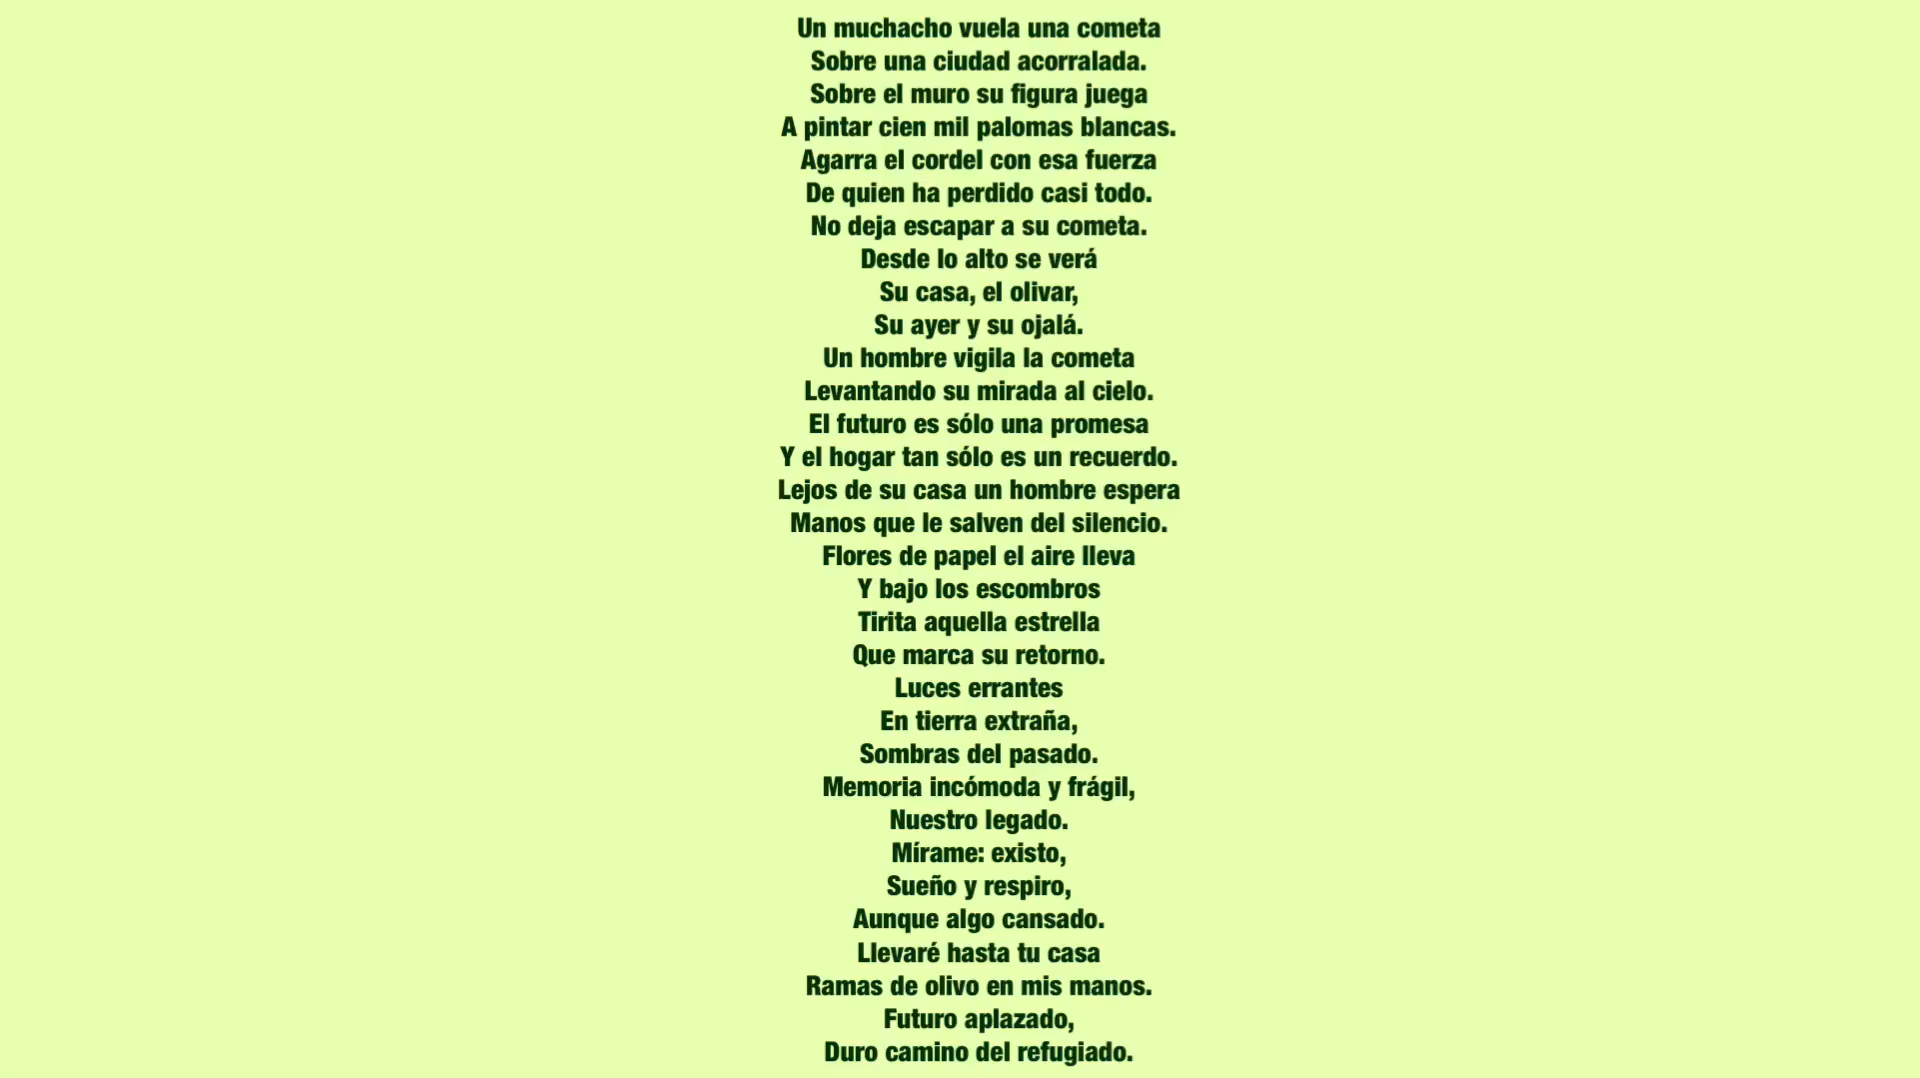 Un muchacho vuela una cometa
Sobre una ciudad acorralada.
Sobre el muro su figura juega
A pintar cien mil palomas blancas.
Agarra el cordel con esa fuerza
De quien ha perdido casi todo.
No deja escapar a su cometa.
Desde lo alto se verá
Su casa, el olivar,
Su ayer y su ojalá.
Un hombre vigila la cometa
Levantando su mirada al cielo.
El futuro es sólo una promesa
Y el hogar tan sólo es un recuerdo.
Lejos de su casa un hombre espera
Manos que le salven del silencio.
Flores de papel el aire lleva
Y bajo los escombros
Tirita aquella estrella
Que marca su retorno.
Luces errantes
En tierra extraña,
Sombras del pasado.
Memoria incómoda y frágil,
Nuestro legado.
Mírame: existo,
Sueño y respiro,
Aunque algo cansado.
Llevaré hasta tu casa
Ramas de olivo en mis manos.
Futuro aplazado,
Duro camino del refugiado.